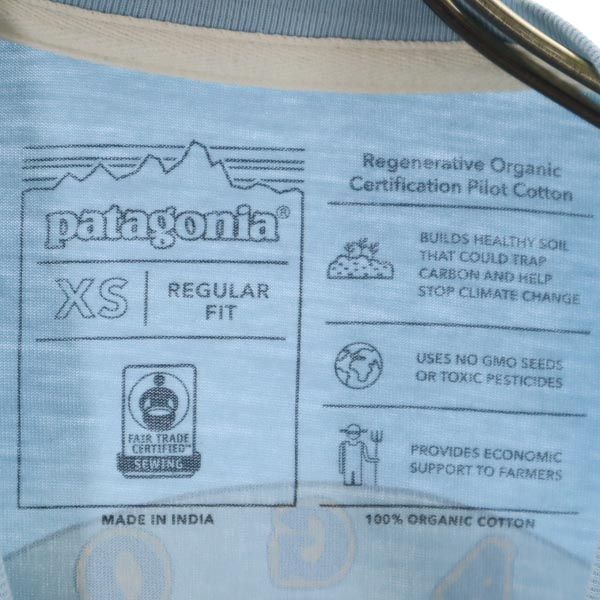 patagonia®
XS
REGULAR
FIT
FAIR TRADE
CERTIFIED™
SEWING
MADE IN INDIA
Regenerative Organic
Certification Pilot Cotton
BUILDS HEALTHY SOIL
THAT COULD TRAP
CARBON AND HELP
STOP CLIMATE CHANGE
USES NO GMO SEEDS
OR TOXIC PESTICIDES
PROVIDES ECONOMIC
SUPPORT TO FARMERS
100% ORGANIC COTTON